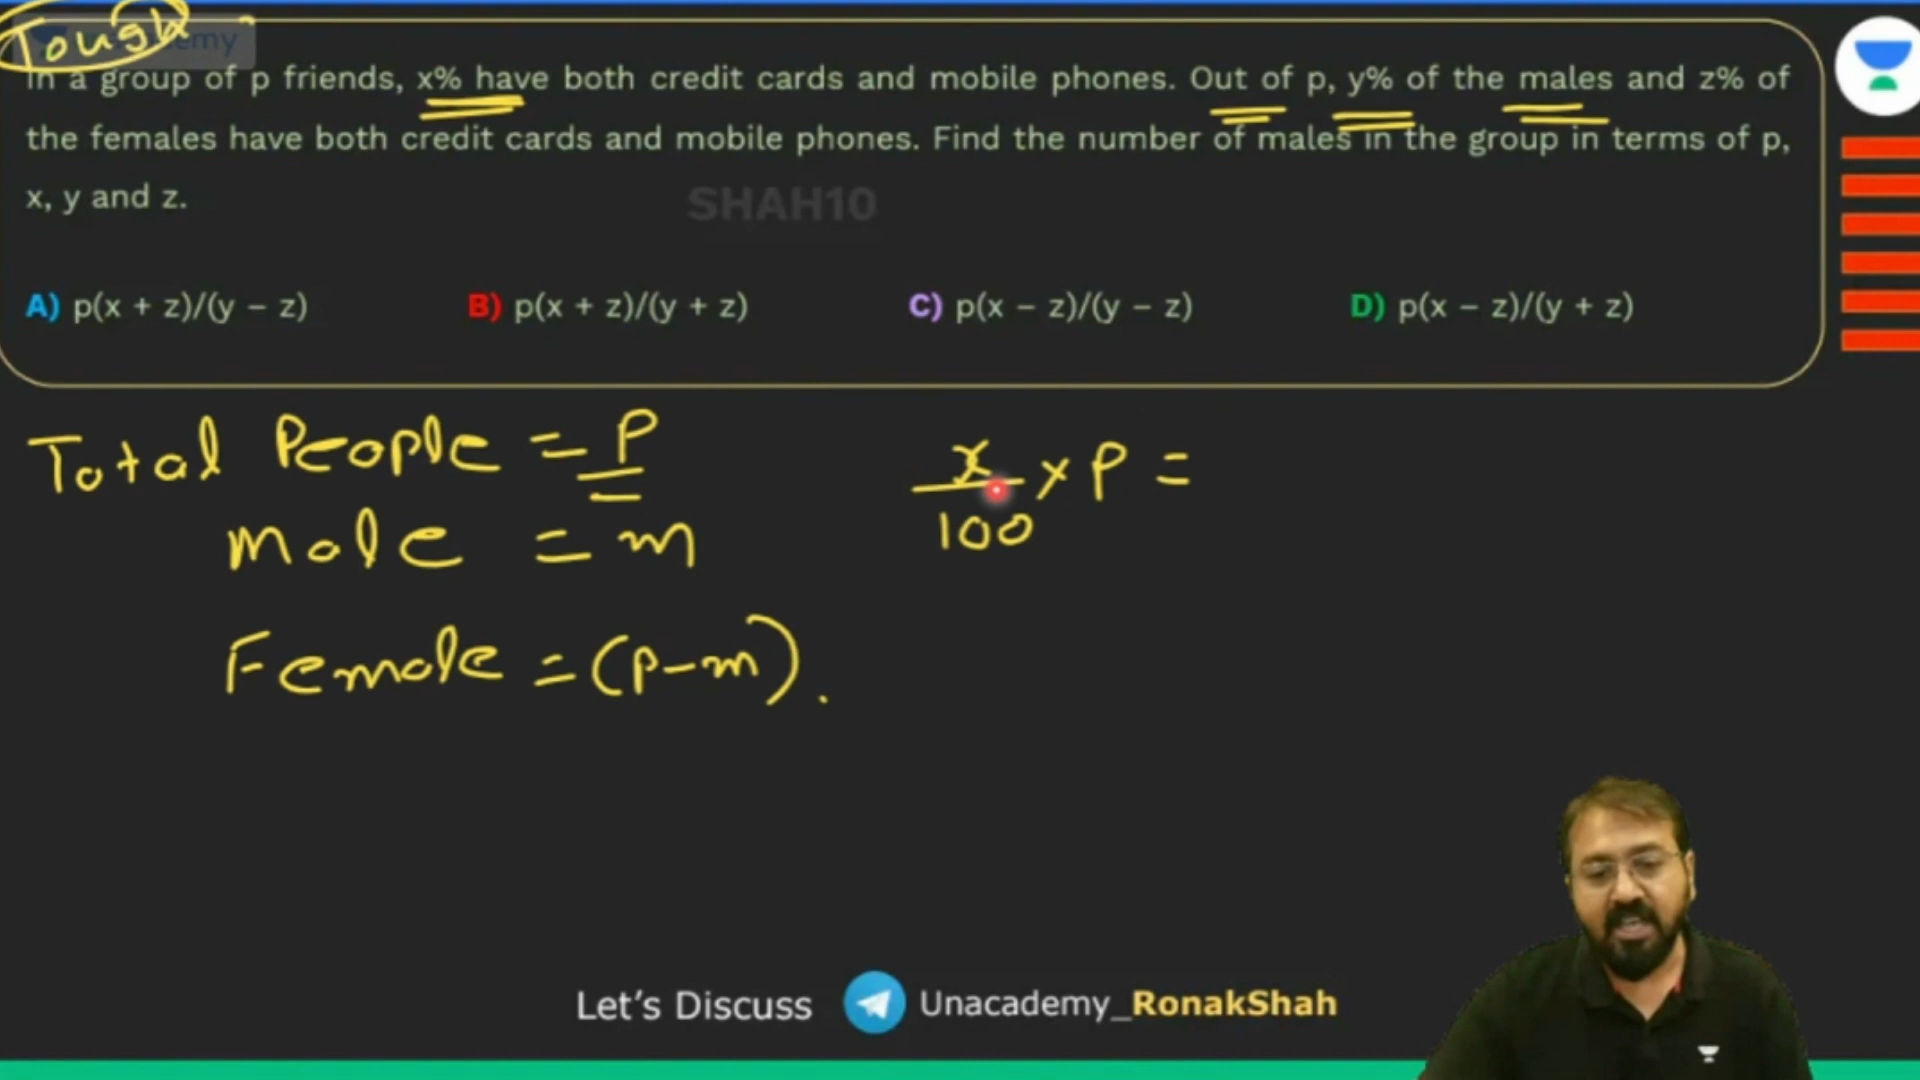 Tough
In a group of p friends, x% have both credit cards and mobile phones. Out of p, y% of the males and z% of
the females have both credit cards and mobile phones. Find the number of males in the group in terms of p,
x, y and z.
SHAH10
A) p(x + z)/(y – z) B) p(x + z)/(y + z) C) p(x – z)/(y – z) D) p(x – z)/(y + z)
Total People = P
male = m
Female = (p-m).
x/100 × P =
Let's Discuss Unacademy_RonakShah